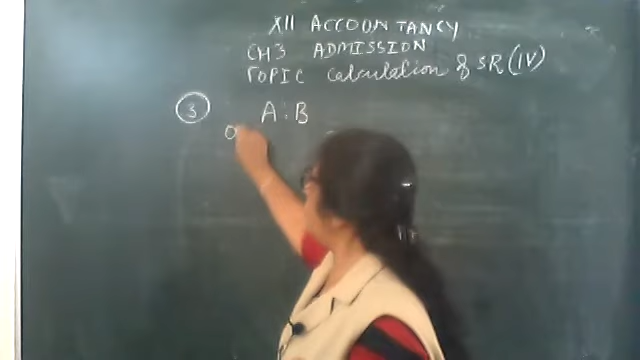 XII ACCOUNTANCY
CH3 ADMISSION
TOPIC Calculation of SR (IV)
3 A : B
O